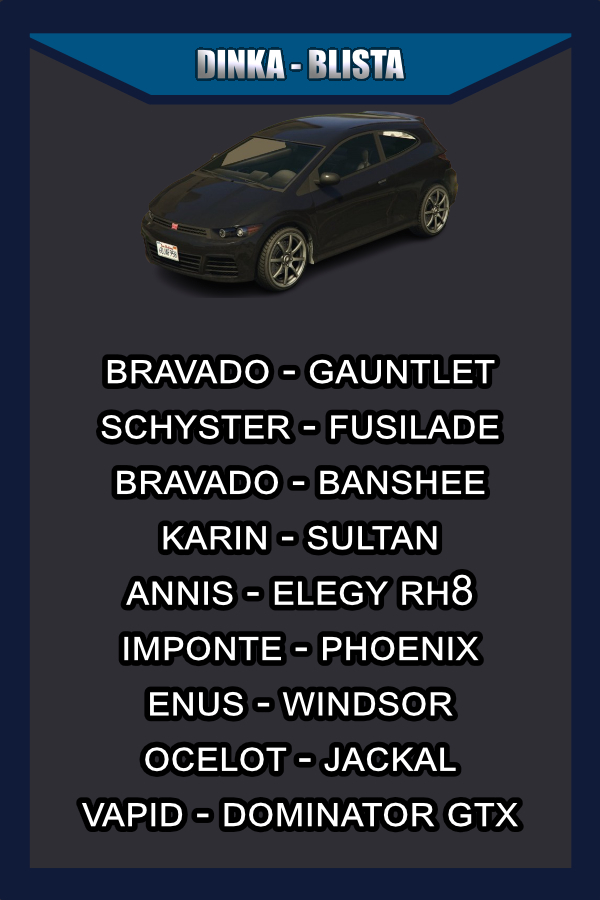 DINKA - BLISTA
BRAVADO - GAUNTLET
SCHYSTER - FUSILADE
BRAVADO - BANSHEE
KARIN - SULTAN
ANNIS - ELEGY RH8
IMPONTE - PHOENIX
ENUS - WINDSOR
OCELOT - JACKAL
VAPID - DOMINATOR GTX